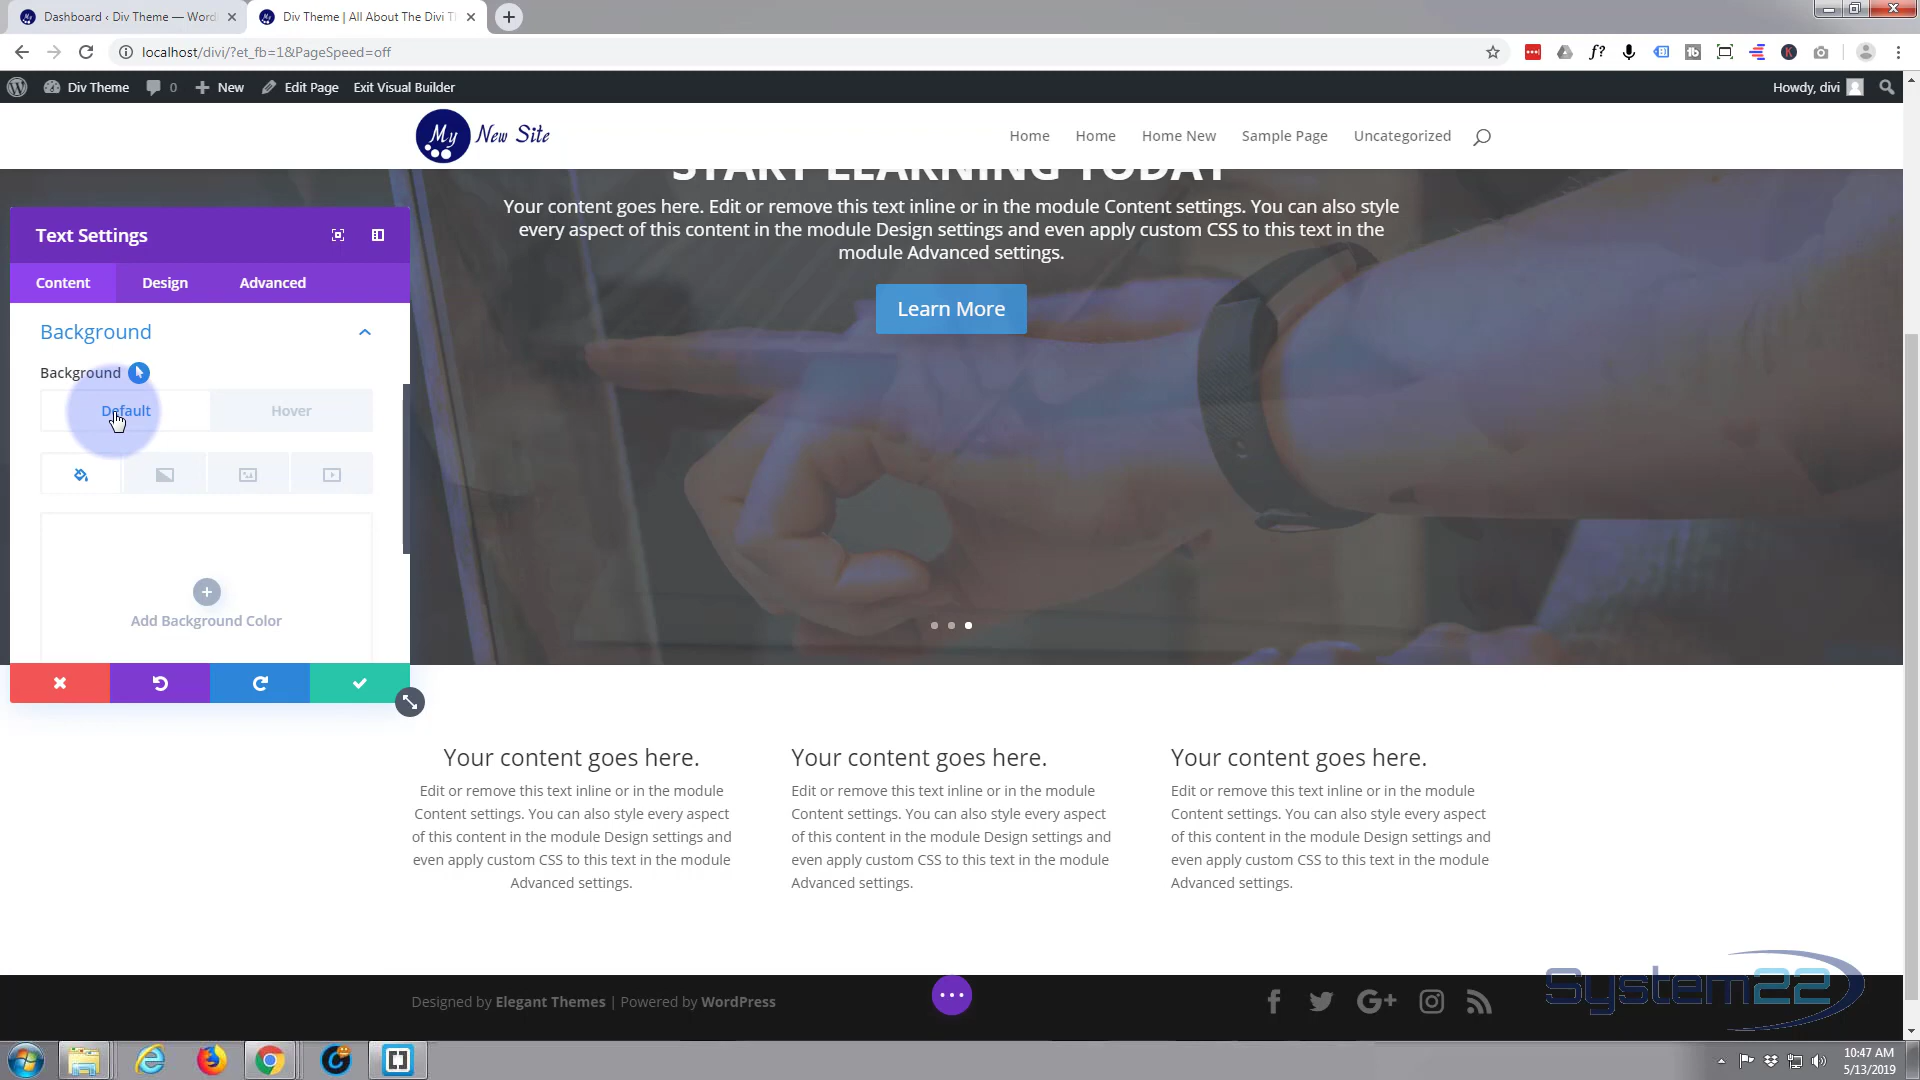 Dashboard ‹ Div Theme — Word
Div Theme | All About The Divi Th
localhost/divi/?et_fb=1&PageSpeed=off
Div Theme
0
New
Edit Page
Exit Visual Builder
Howdy, divi
My New Site
Home
Home
Home New
Sample Page
Uncategorized
START LEARNING TODAY
Your content goes here. Edit or remove this text inline or in the module Content settings. You can also style
every aspect of this content in the module Design settings and even apply custom CSS to this text in the
module Advanced settings.
Learn More
Text Settings
Content
Design
Advanced
Background
Background
Default
Hover
Add Background Color
Your content goes here.
Edit or remove this text inline or in the module
Content settings. You can also style every aspect
of this content in the module Design settings and
even apply custom CSS to this text in the module
Advanced settings.
Your content goes here.
Edit or remove this text inline or in the module
Content settings. You can also style every aspect
of this content in the module Design settings and
even apply custom CSS to this text in the module
Advanced settings.
Your content goes here.
Edit or remove this text inline or in the module
Content settings. You can also style every aspect
of this content in the module Design settings and
even apply custom CSS to this text in the module
Advanced settings.
Designed by Elegant Themes | Powered by WordPress
System22
10:47 AM
5/13/2019